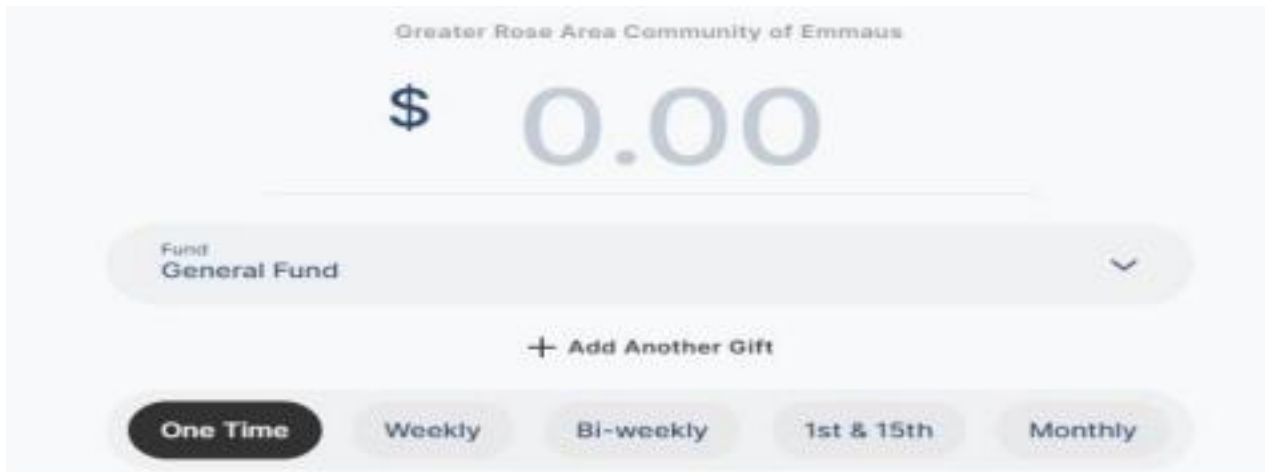 Greater Rose Area Community of Emmaus
$ 0.00
Fund
General Fund
+ Add Another Gift
One Time Weekly Bi-weekly 1st & 15th Monthly